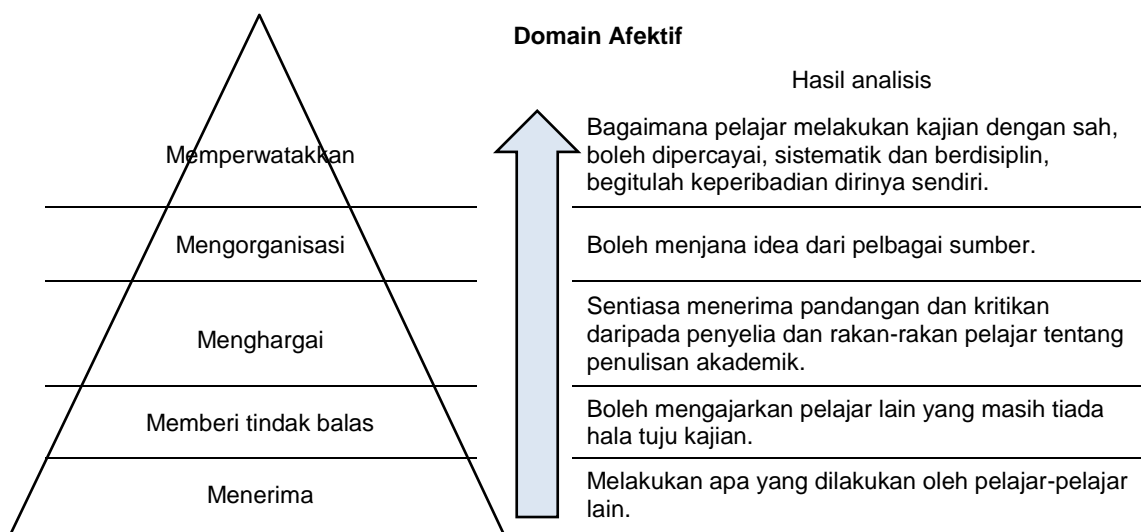 Domain Afektif
Hasil analisis
Memperwatakkan
Bagaimana pelajar melakukan kajian dengan sah,
boleh dipercayai, sistematik dan berdisiplin,
begitulah keperibadian dirinya sendiri.
Mengorganisasi
Boleh menjana idea dari pelbagai sumber.
Menghargai
Sentiasa menerima pandangan dan kritikan
daripada penyelia dan rakan-rakan pelajar tentang
penulisan akademik.
Memberi tindak balas
Boleh mengajarkan pelajar lain yang masih tiada
hala tuju kajian.
Menerima
Melakukan apa yang dilakukan oleh pelajar-pelajar
lain.